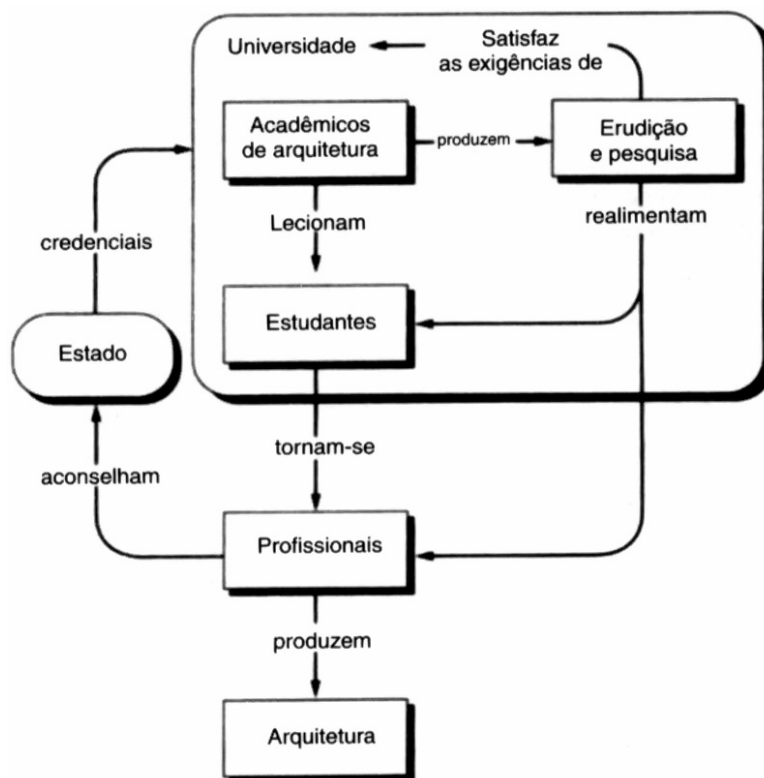 Universidade
Satisfaz
as exigências de
Acadêmicos
de arquitetura
produzem
Erudição
e pesquisa
Lecionam
realimentam
credenciais
Estudantes
Estado
tornam-se
aconselham
Profissionais
produzem
Arquitetura